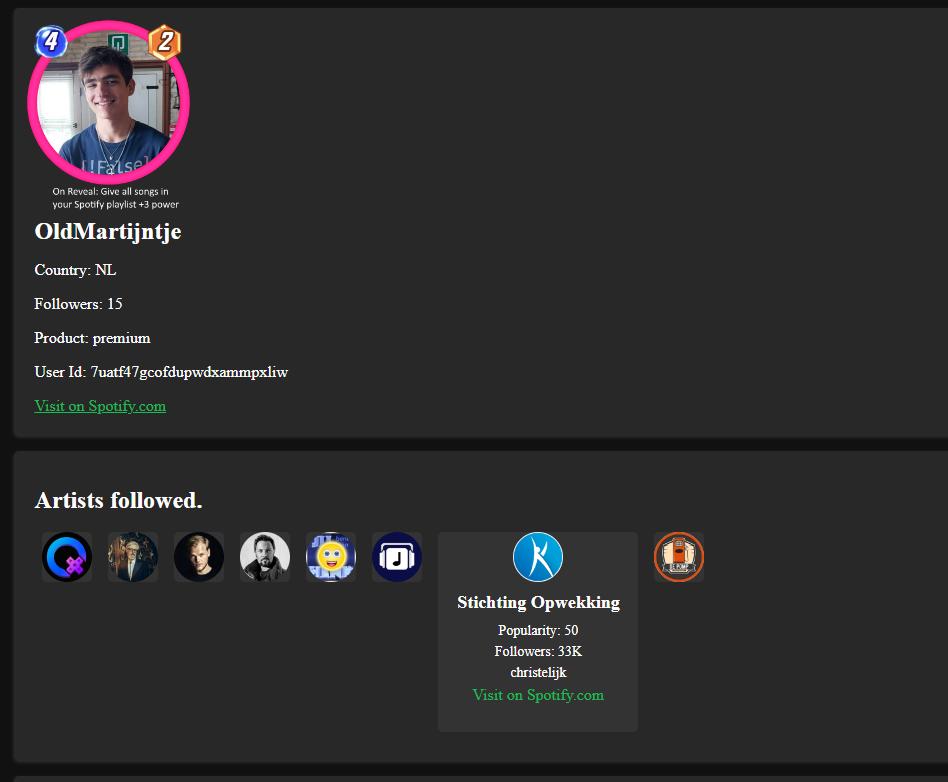 4
2
[!False]
On Reveal: Give all songs in
your Spotify playlist +3 power
OldMartijntje
Country: NL
Followers: 15
Product: premium
User Id: 7uatf47gcofdupwdxammpxliw
Visit on Spotify.com
Artists followed.
Stichting Opwekking
Popularity: 50
Followers: 33K
christelijk
Visit on Spotify.com